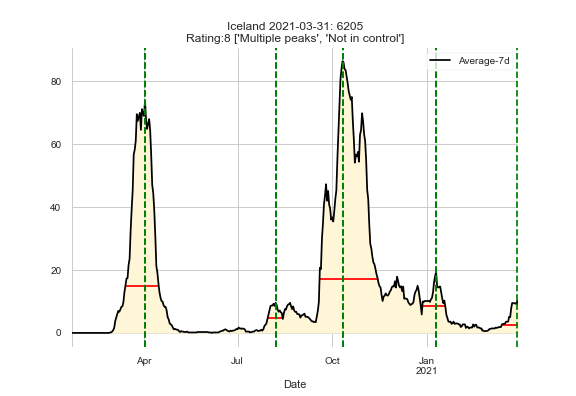 Iceland 2021-03-31: 6205
Rating:8 ['Multiple peaks', 'Not in control']
Average-7d
80
60
40
20
0
Apr
Jul
Oct
Jan
2021
Date